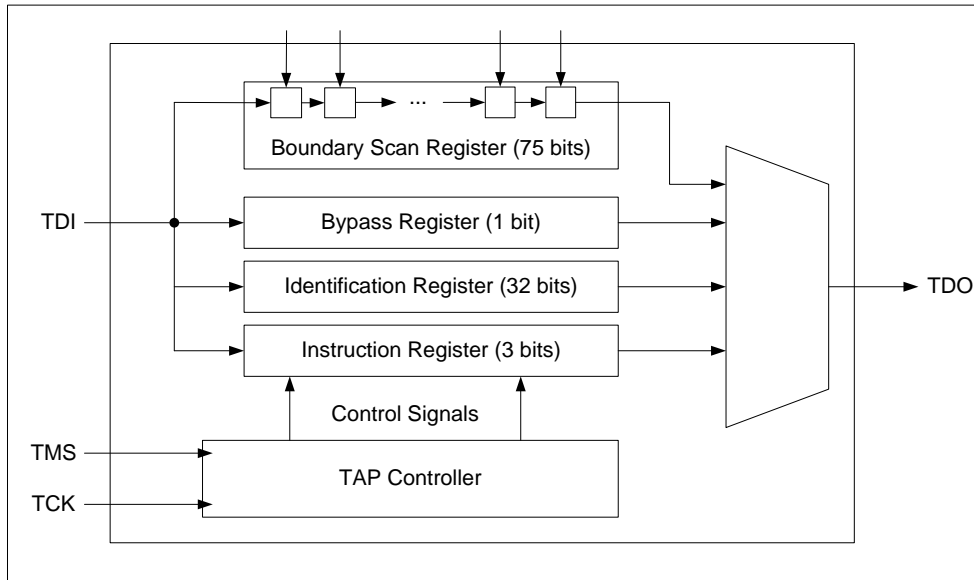 ...
Boundary Scan Register (75 bits)
TDI
Bypass Register (1 bit)
Identification Register (32 bits)
TDO
Instruction Register (3 bits)
Control Signals
TMS
TAP Controller
TCK